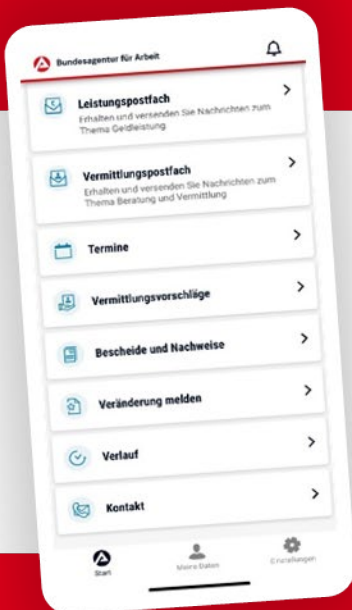 Bundesagentur für Arbeit
Leistungspostfach
Erhalten und versenden Sie Nachrichten zum
Thema Geldleistung
Vermittlungspostfach
Erhalten und versenden Sie Nachrichten zum
Thema Beratung und Vermittlung
Termine
Vermittlungsvorschläge
Bescheide und Nachweise
Veränderung melden
Verlauf
Kontakt
Start
Meine Daten
Einstellungen